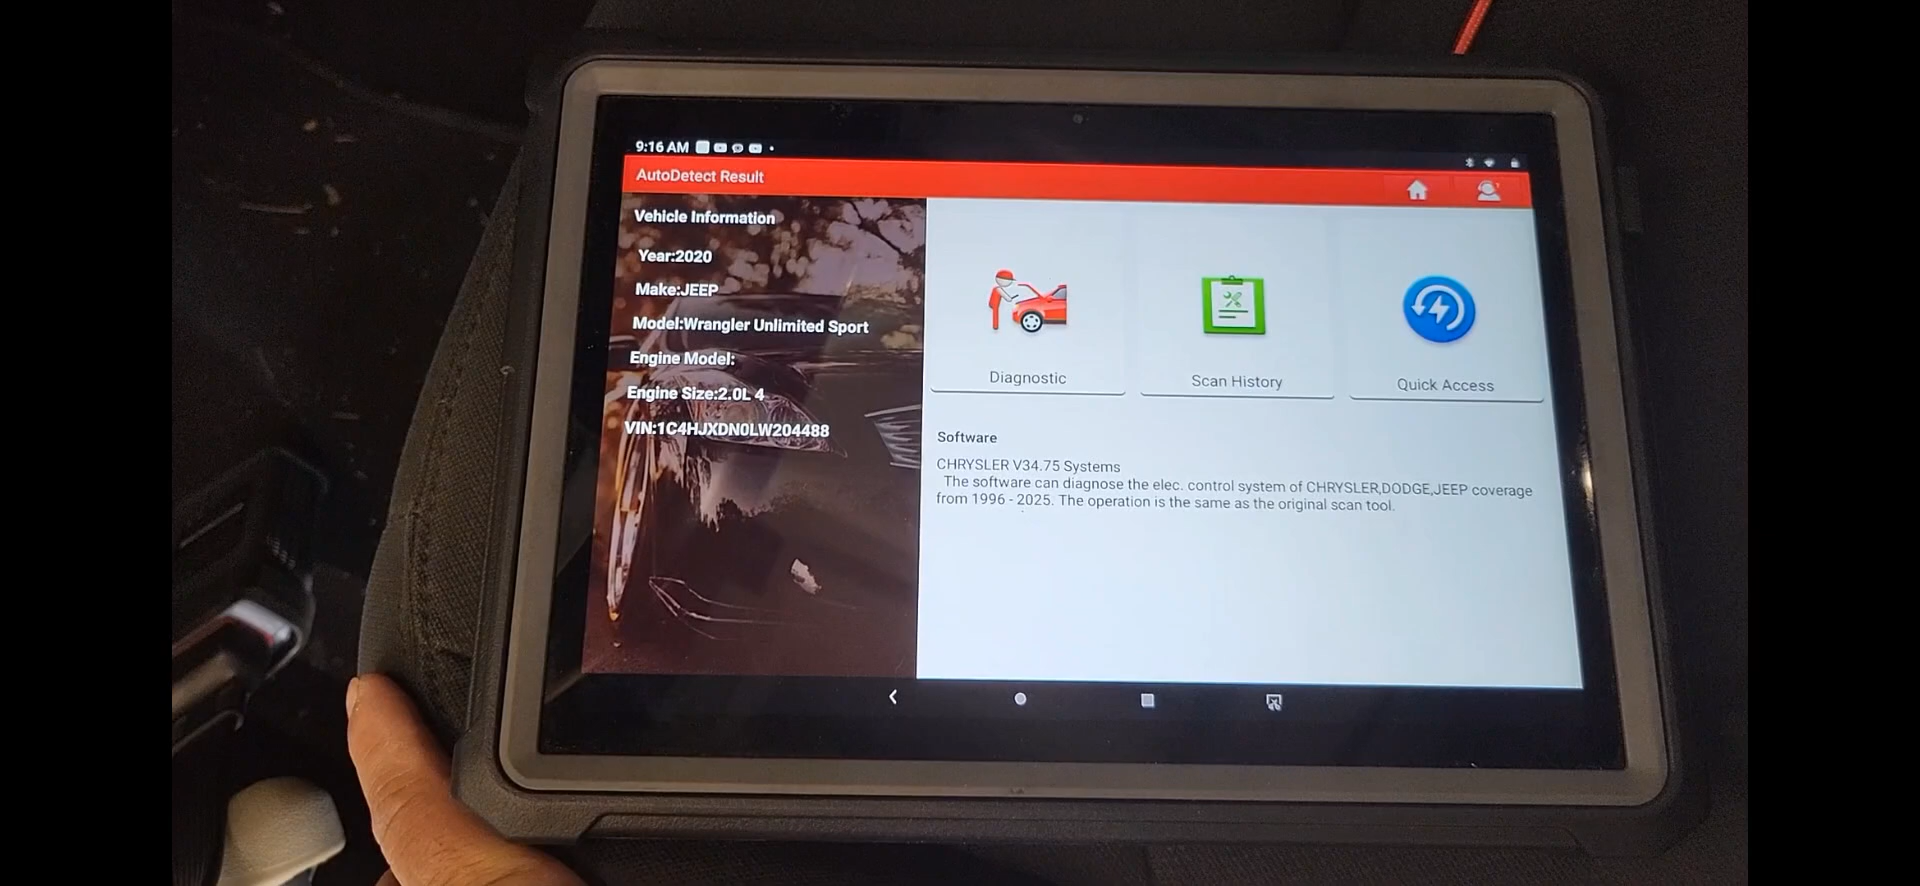 9:16 AM
AutoDetect Result
Vehicle Information
Year:2020
Make:JEEP
Model:Wrangler Unlimited Sport
Engine Model:
Engine Size:2.0L 4
VIN:1C4HJXDN0LW204488
Diagnostic
Scan History
Quick Access
Software
CHRYSLER V34.75 Systems
The software can diagnose the elec. control system of CHRYSLER,DODGE,JEEP coverage
from 1996 - 2025. The operation is the same as the original scan tool.